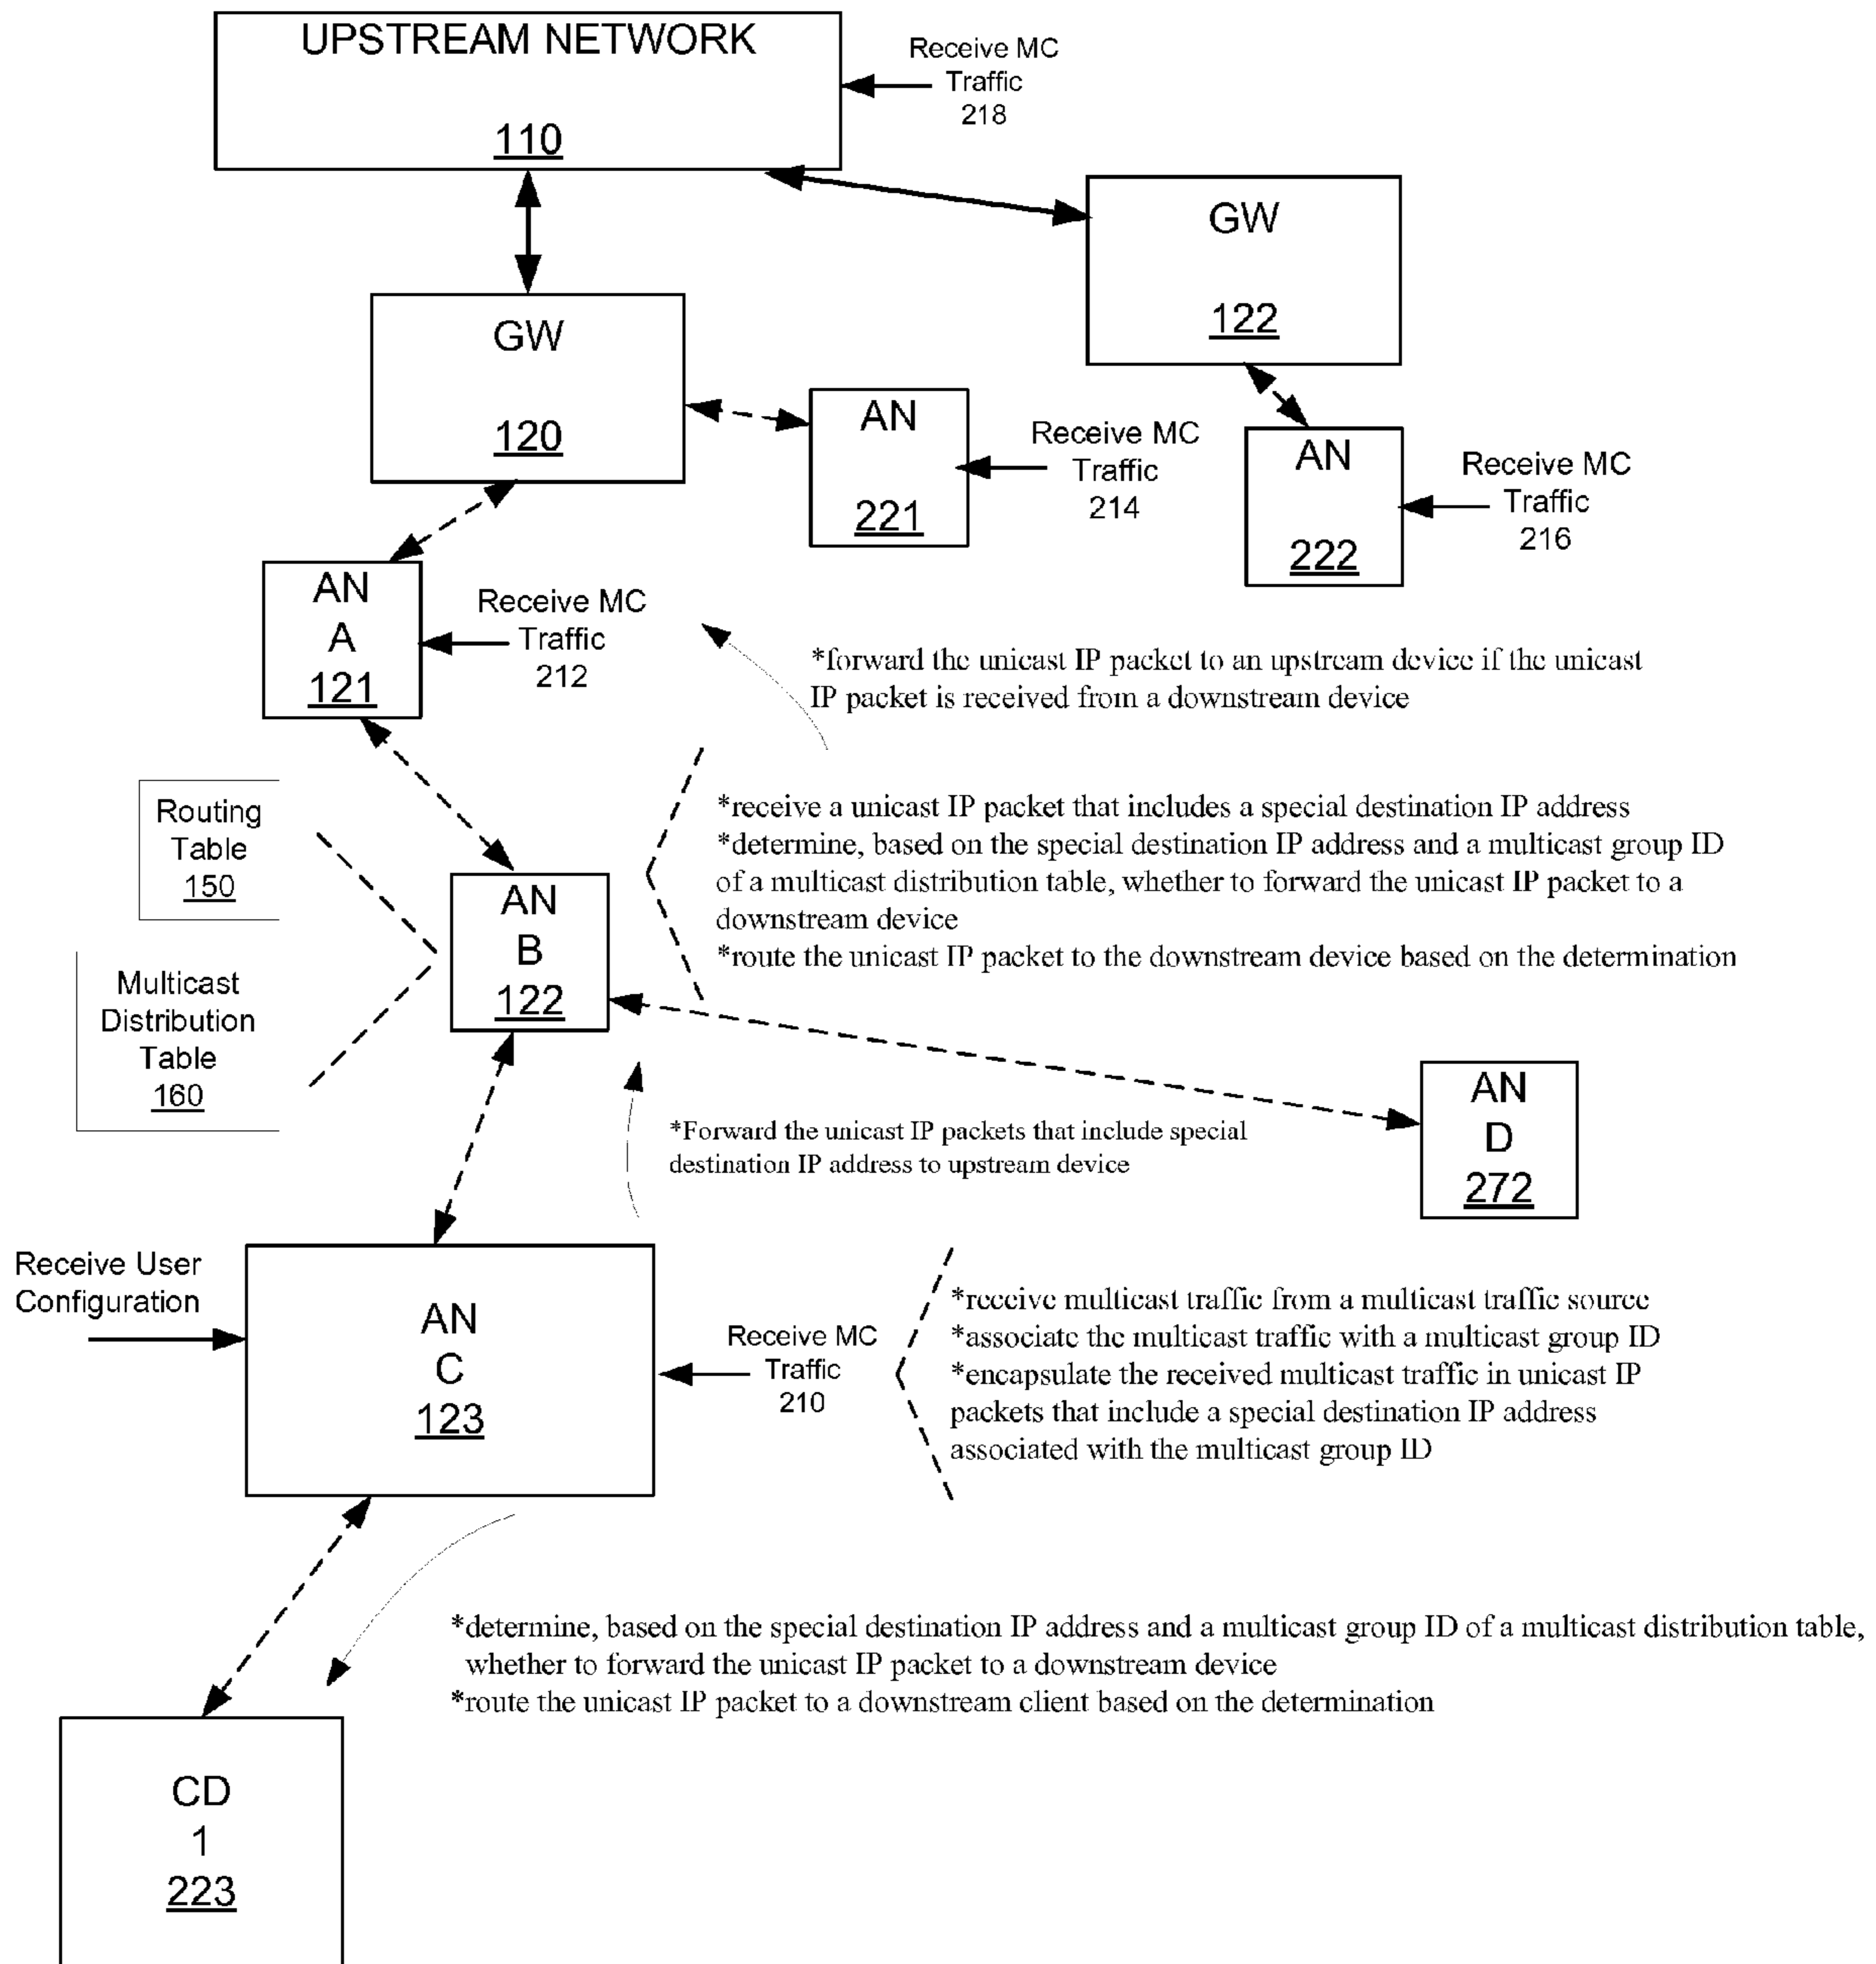 UPSTREAM NETWORK
110
Receive MC
Traffic
218
GW
122
GW
120
AN
221
Receive MC
Traffic
214
AN
222
Receive MC
Traffic
216
AN
A
121
Receive MC
Traffic
212
*forward the unicast IP packet to an upstream device if the unicast
IP packet is received from a downstream device
Routing
Table
150
Multicast
Distribution
Table
160
AN
B
122
*receive a unicast IP packet that includes a special destination IP address
*determine, based on the special destination IP address and a multicast group ID
of a multicast distribution table, whether to forward the unicast IP packet to a
downstream device
*route the unicast IP packet to the downstream device based on the determination
AN
D
272
*Forward the unicast IP packets that include special
destination IP address to upstream device
Receive User
Configuration
AN
C
123
Receive MC
Traffic
210
*receive multicast traffic from a multicast traffic source
*associate the multicast traffic with a multicast group ID
*encapsulate the received multicast traffic in unicast IP
packets that include a special destination IP address
associated with the multicast group ID
*determine, based on the special destination IP address and a multicast group ID of a multicast distribution table,
whether to forward the unicast IP packet to a downstream device
*route the unicast IP packet to a downstream client based on the determination
CD
1
223